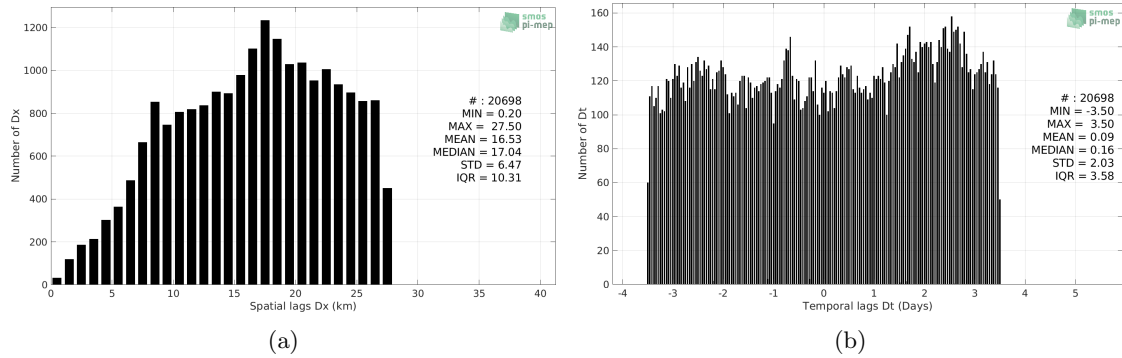 smos
pi-mep
Number of Dx
1200
1000
800
600
400
200
0
# : 20698
MIN = 0.20
MAX = 27.50
MEAN = 16.53
MEDIAN = 17.04
STD = 6.47
IQR = 10.31
0 5 10 15 20 25 30 35 40
Spatial lags Dx (km)
(a)
smos
pi-mep
Number of Dt
160
140
120
100
80
60
40
20
0
# : 20698
MIN = -3.50
MAX = 3.50
MEAN = 0.09
MEDIAN = 0.16
STD = 2.03
IQR = 3.58
-4 -3 -2 -1 0 1 2 3 4 5
Temporal lags Dt (Days)
(b)